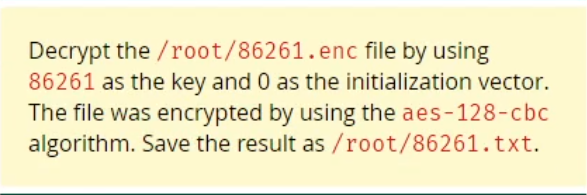 Decrypt the /root/86261.enc file by using
86261 as the key and 0 as the initialization vector.
The file was encrypted by using the aes-128-cbc
algorithm. Save the result as /root/86261.txt.